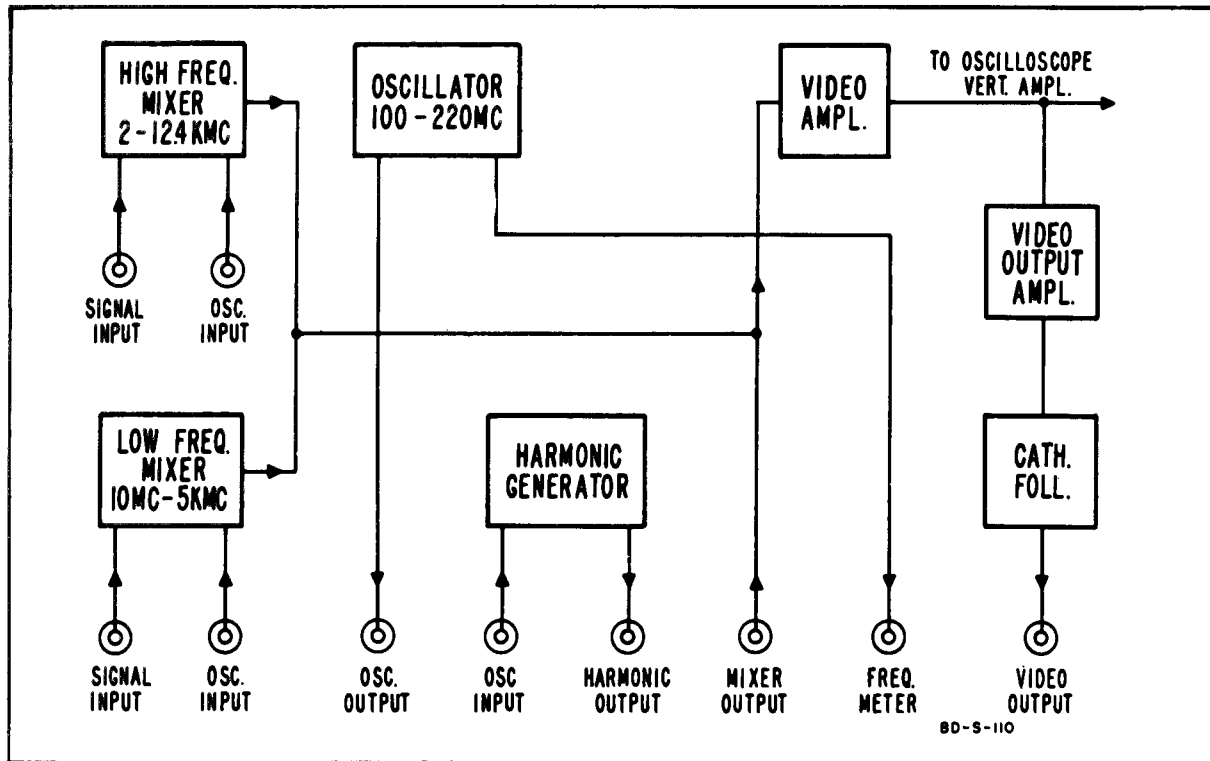 HIGH FREQ.
MIXER
2-12.4KMC
OSCILLATOR
100-220MC
VIDEO
AMPL.
TO OSCILLOSCOPE
VERT. AMPL.
SIGNAL
INPUT
OSC.
INPUT
VIDEO
OUTPUT
AMPL.
LOW FREQ.
MIXER
10MC-5KMC
HARMONIC
GENERATOR
CATH.
FOLL.
SIGNAL
INPUT
OSC.
INPUT
OSC.
OUTPUT
OSC
INPUT
HARMONIC
OUTPUT
MIXER
OUTPUT
FREQ.
METER
VIDEO
OUTPUT
BD-S-110